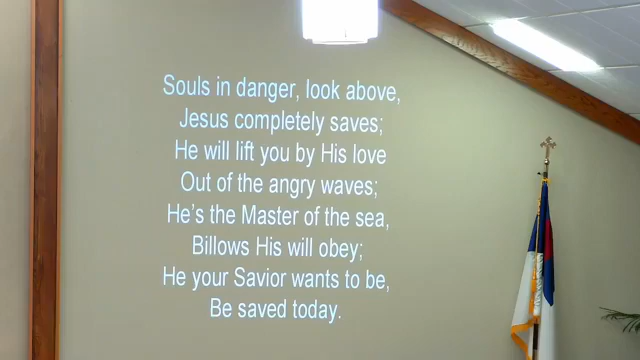 Souls in danger, look above,
Jesus completely saves;
He will lift you by His love
Out of the angry waves;
He's the Master of the sea,
Billows His will obey;
He your Savior wants to be,
Be saved today.